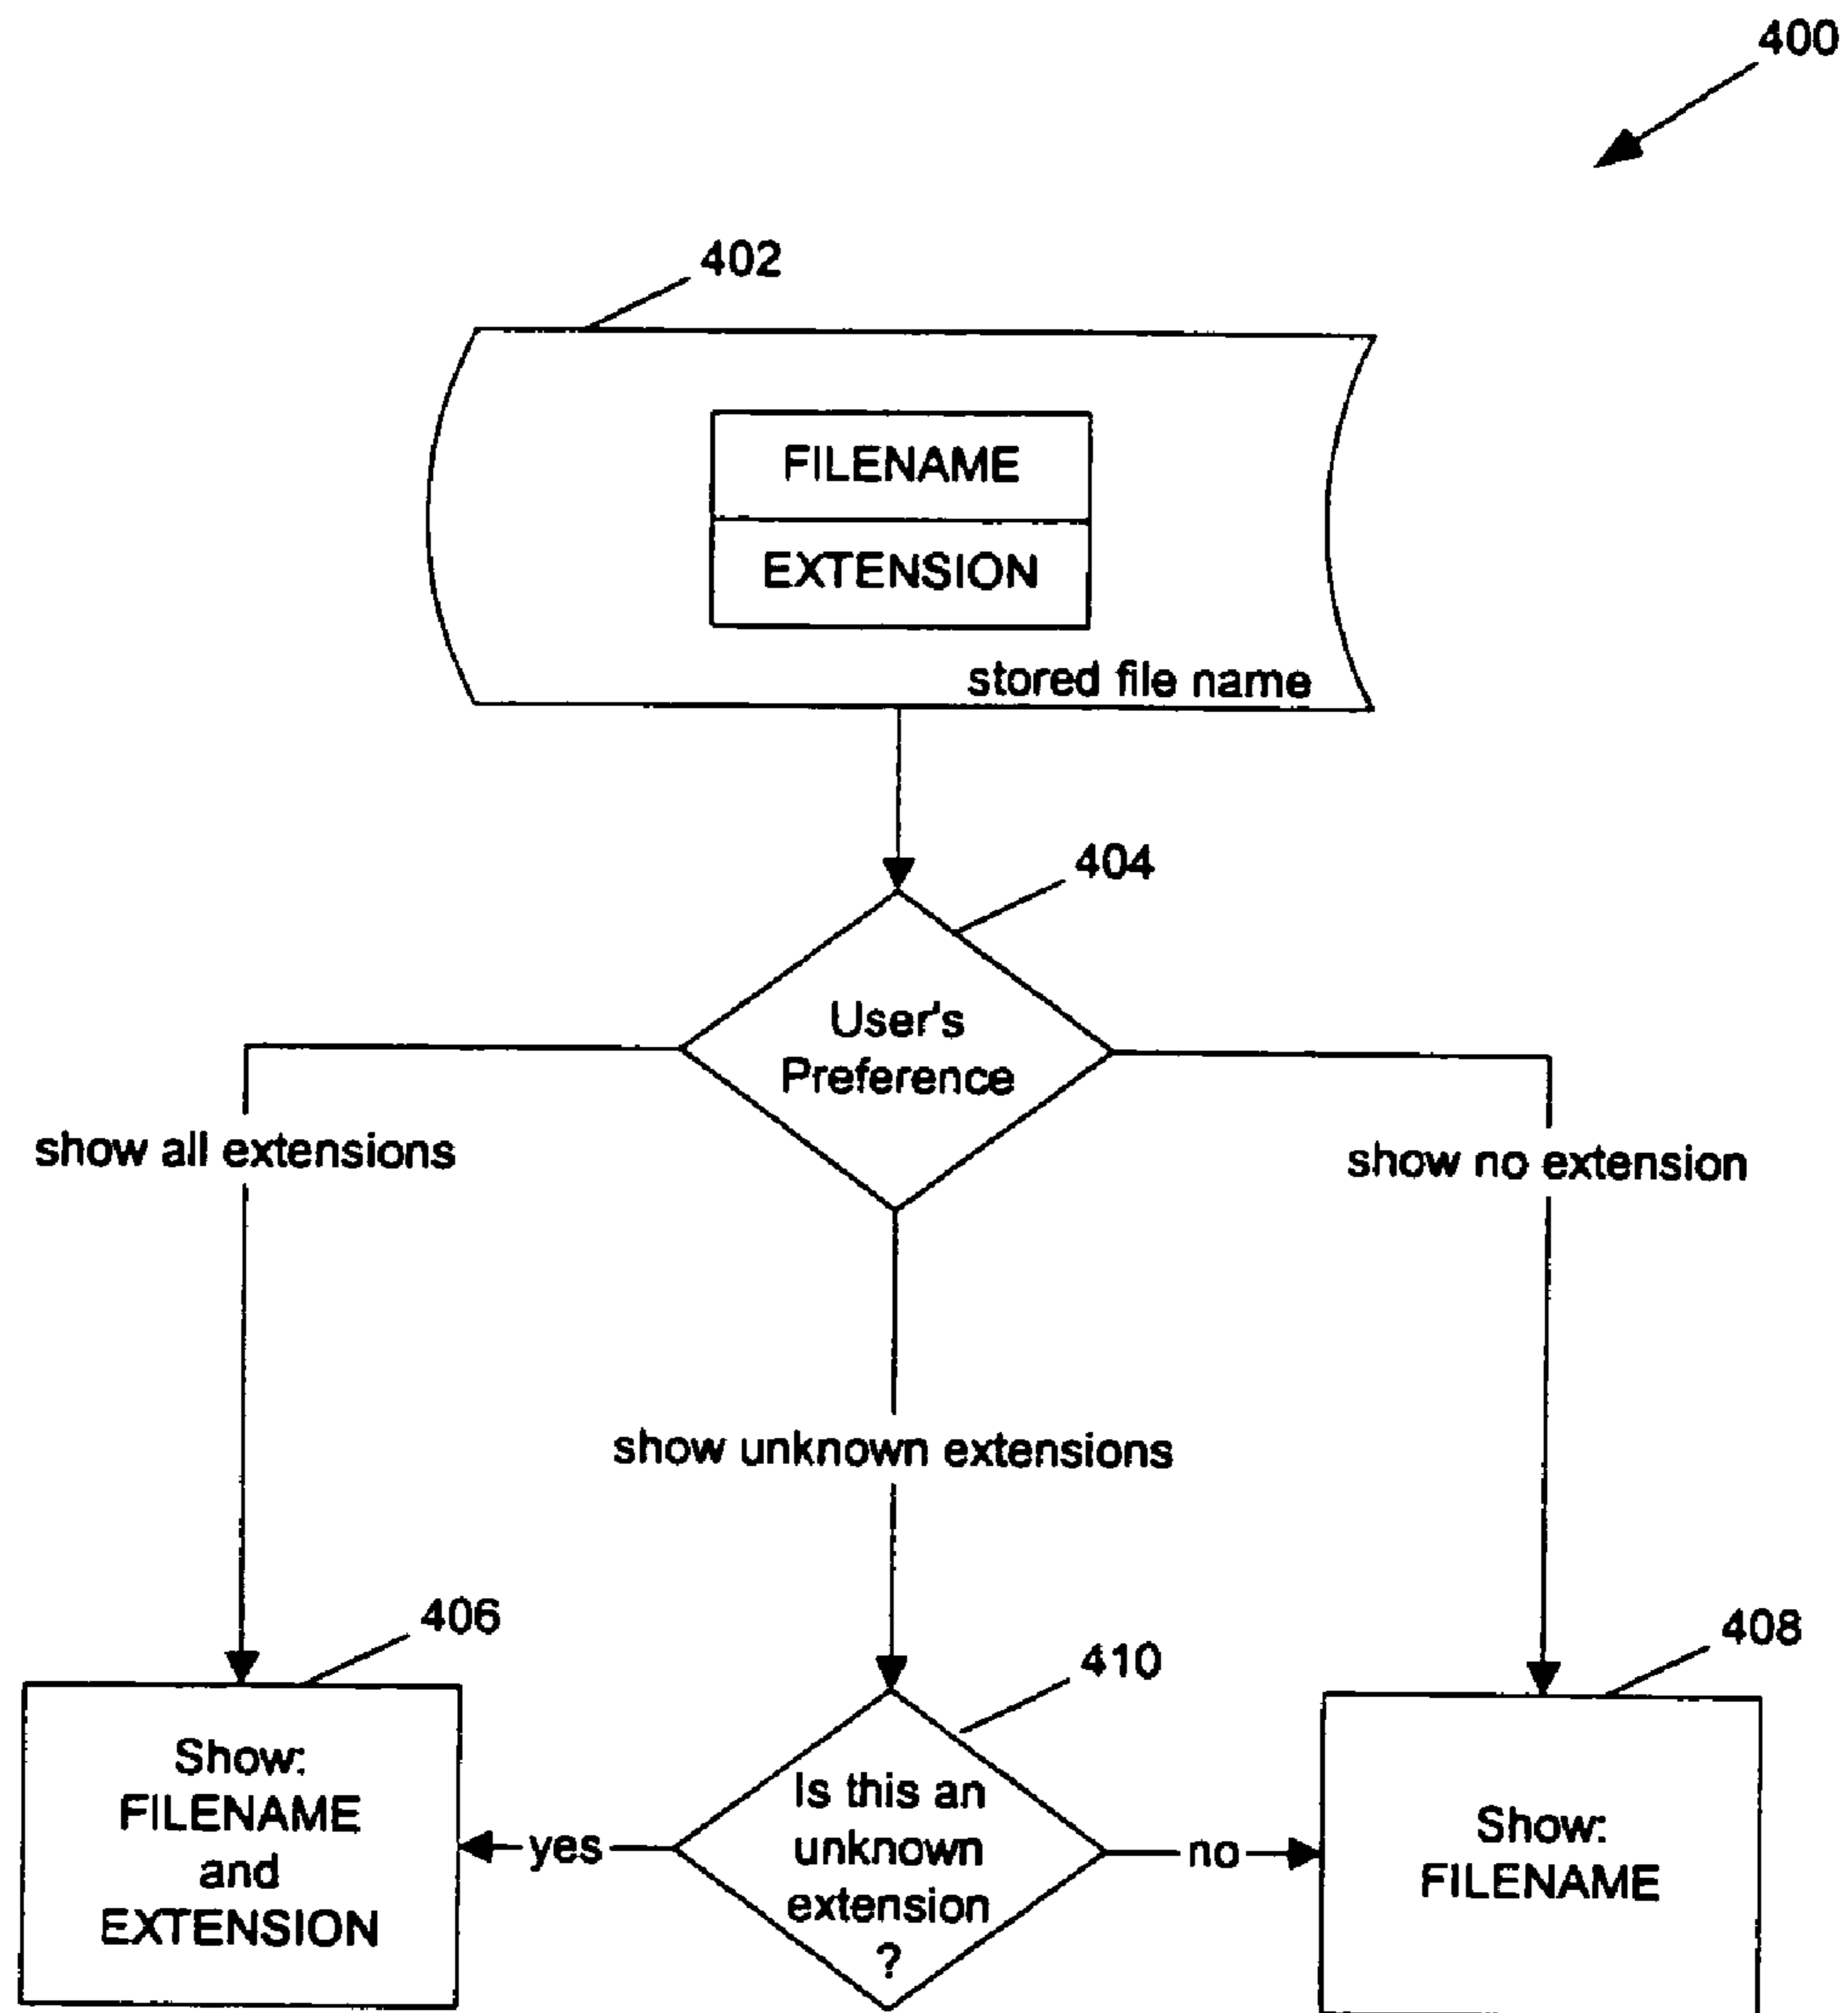 400
402
FILENAME
EXTENSION
stored file name
404
User's
Preference
show all extensions
show no extension
show unknown extensions
406
410
408
Show:
FILENAME
and
EXTENSION
yes
Is this an
unknown
extension
?
no
Show:
FILENAME